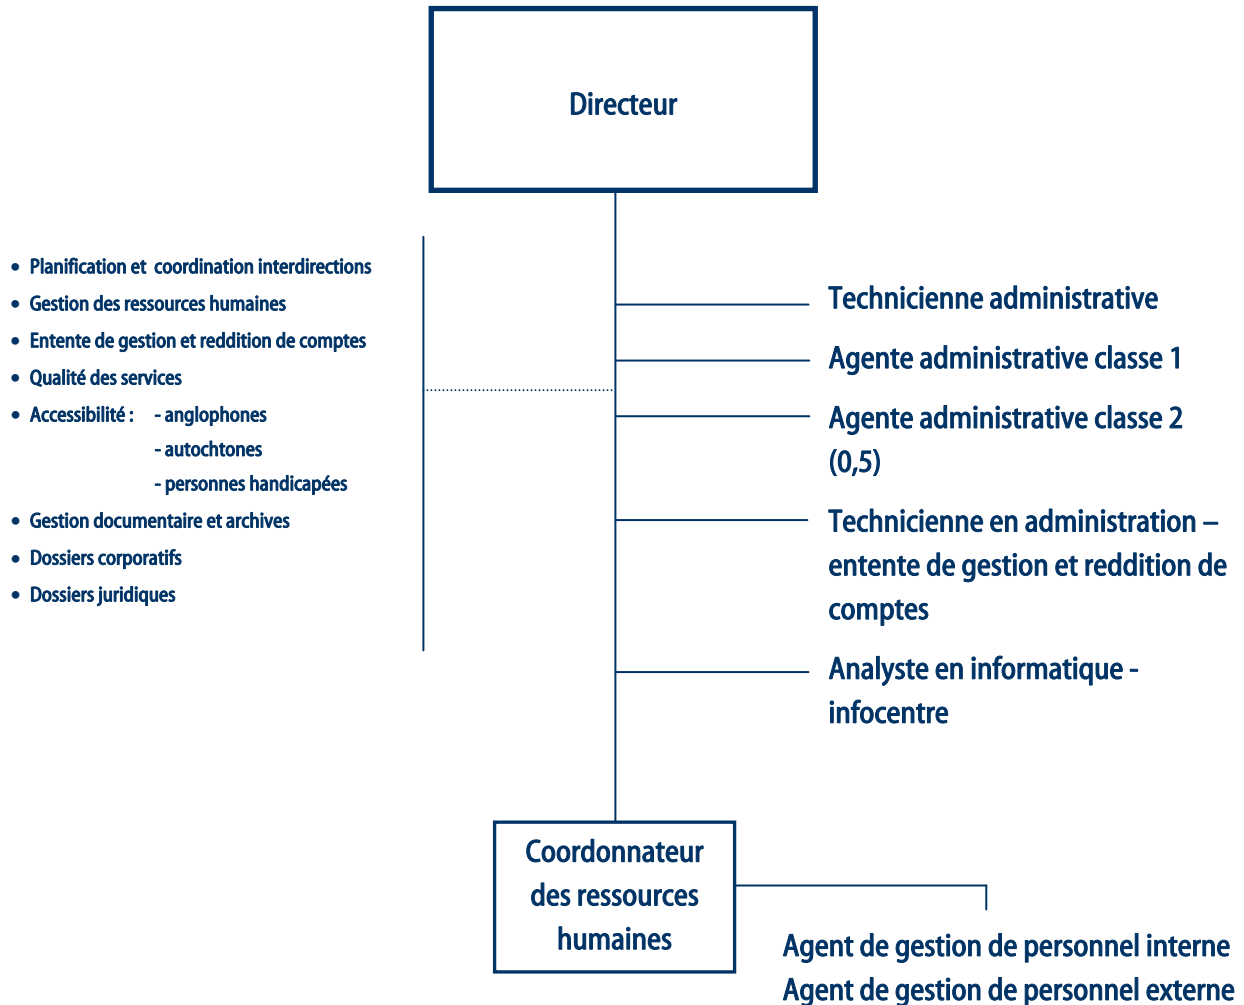 Directeur
• Planification et coordination interdirections
• Gestion des ressources humaines
• Entente de gestion et reddition de comptes
• Qualité des services
• Accessibilité : - anglophones
- autochtones
- personnes handicapées
• Gestion documentaire et archives
• Dossiers corporatifs
• Dossiers juridiques
Technicienne administrative
Agente administrative classe 1
Agente administrative classe 2
(0,5)
Technicienne en administration –
entente de gestion et reddition de
comptes
Analyste en informatique -
infocentre
Coordonnateur
des ressources
humaines
Agent de gestion de personnel interne
Agent de gestion de personnel externe